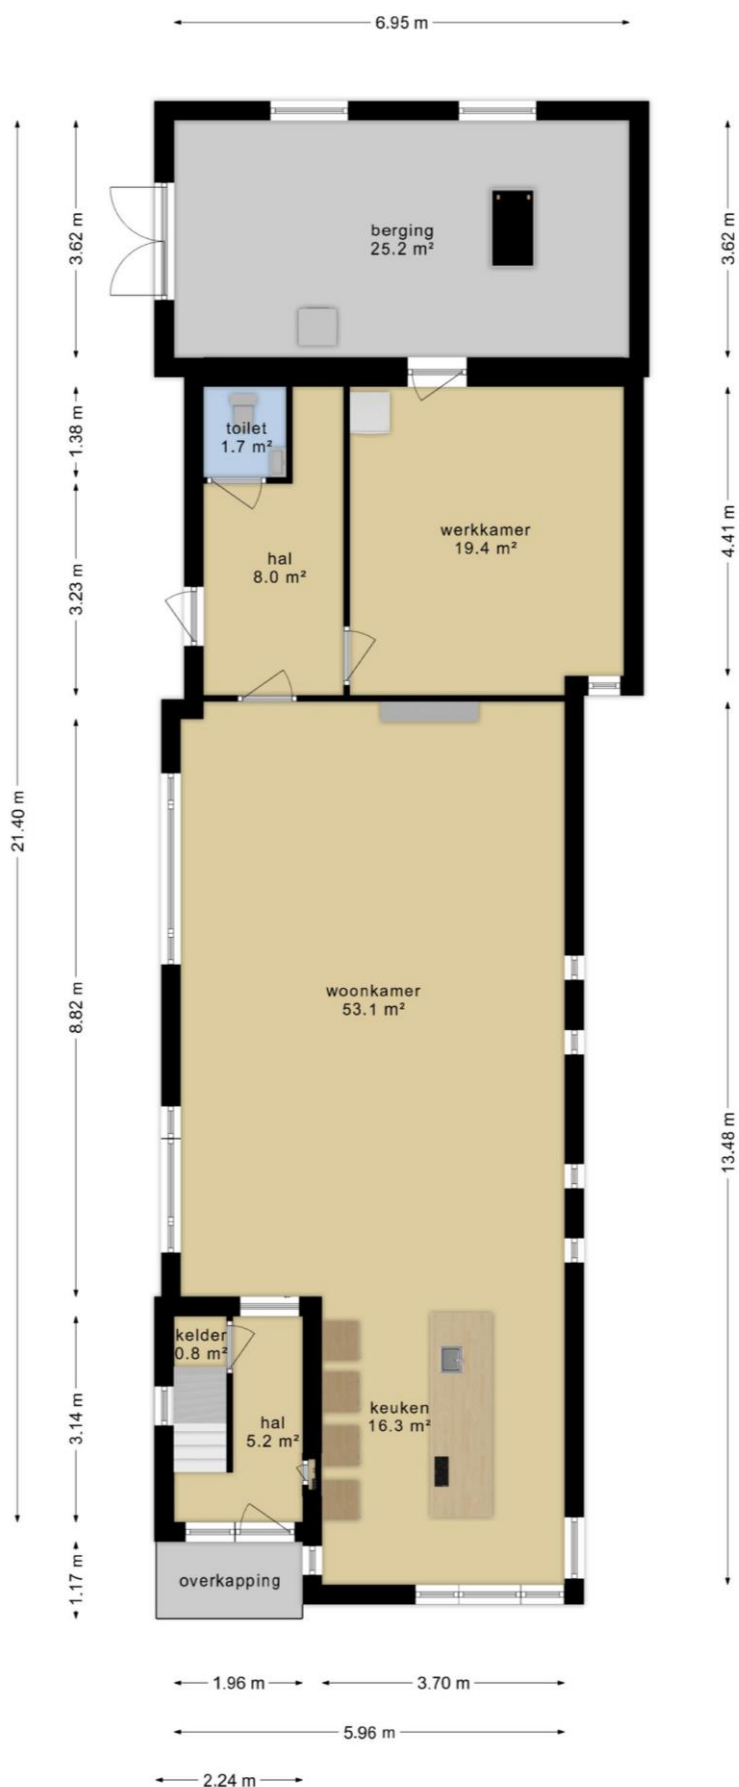 6.95 m
3.62 m
3.62 m
berging
25.2 m²
1.38 m
toilet
1.7 m²
4.41 m
werkkamer
19.4 m²
hal
8.0 m²
3.23 m
21.40 m
8.82 m
woonkamer
53.1 m²
13.48 m
kelder
0.8 m²
3.14 m
hal
5.2 m²
keuken
16.3 m²
1.17 m
overkapping
1.96 m
3.70 m
5.96 m
2.24 m